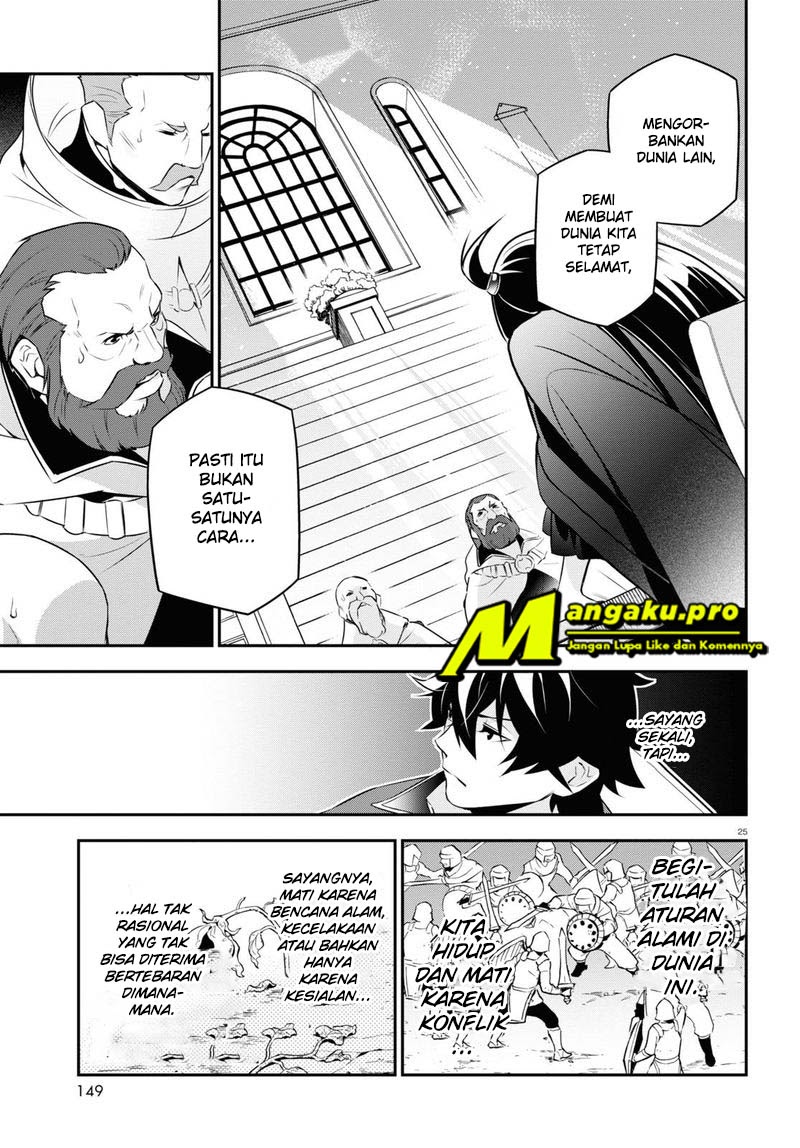 MENGOR-
BANKAN
DUNIA LAIN,
DEMI
MEMBUAT
DUNIA KITA
TETAP
SELAMAT,
PASTI ITU
BUKAN
SATU-
SATUNYA
CARA...
Mangaku.pro
Jangan Lupa Like dan Komennya
...SAYANG
SEKALI,
TAPI...
25
BEGI-
TULAH
ATURAN
ALAMI DI
DUNIA
INI.
KITA
HIDUP
DAN MATI
KARENA
KONFLIK
...
SAYANGNYA,
MATI KARENA
BENCANA ALAM,
KECELAKAAN
ATAU BAHKAN
HANYA
KARENA
KESIALAN...
...HAL TAK
RASIONAL
YANG TAK
BISA DITERIMA
BERTEBARAN
DIMANA-
MANA.
149